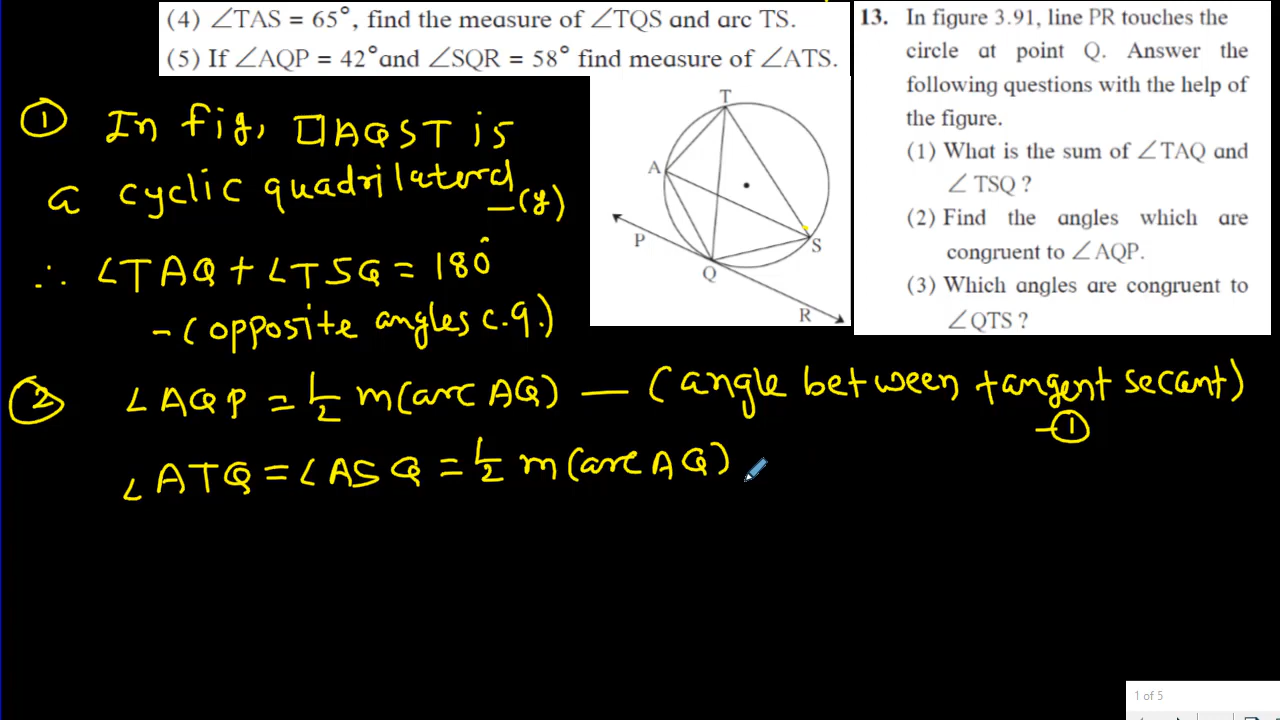 (4) ∠TAS = 65°, find the measure of ∠TQS and arc TS.
(5) If ∠AQP = 42°and ∠SQR = 58° find measure of ∠ATS.
13. In figure 3.91, line PR touches the
circle at point Q. Answer the
following questions with the help of
the figure.
(1) What is the sum of ∠TAQ and
∠ TSQ ?
(2) Find the angles which are
congruent to ∠AQP.
(3) Which angles are congruent to
∠QTS ?
T
A
P
S
Q
R
① In fig, □AQST is
a cyclic quadrilateral
—(g)
∴ ∠TAQ + ∠TSQ = 180°
- (opposite angles c.q.)
② ∠AQP = 1/2 m(arc AQ) — (angle between tangent secant)
—①
∠ATQ = ∠ASQ = 1/2 m(arc AQ)
1 of 5